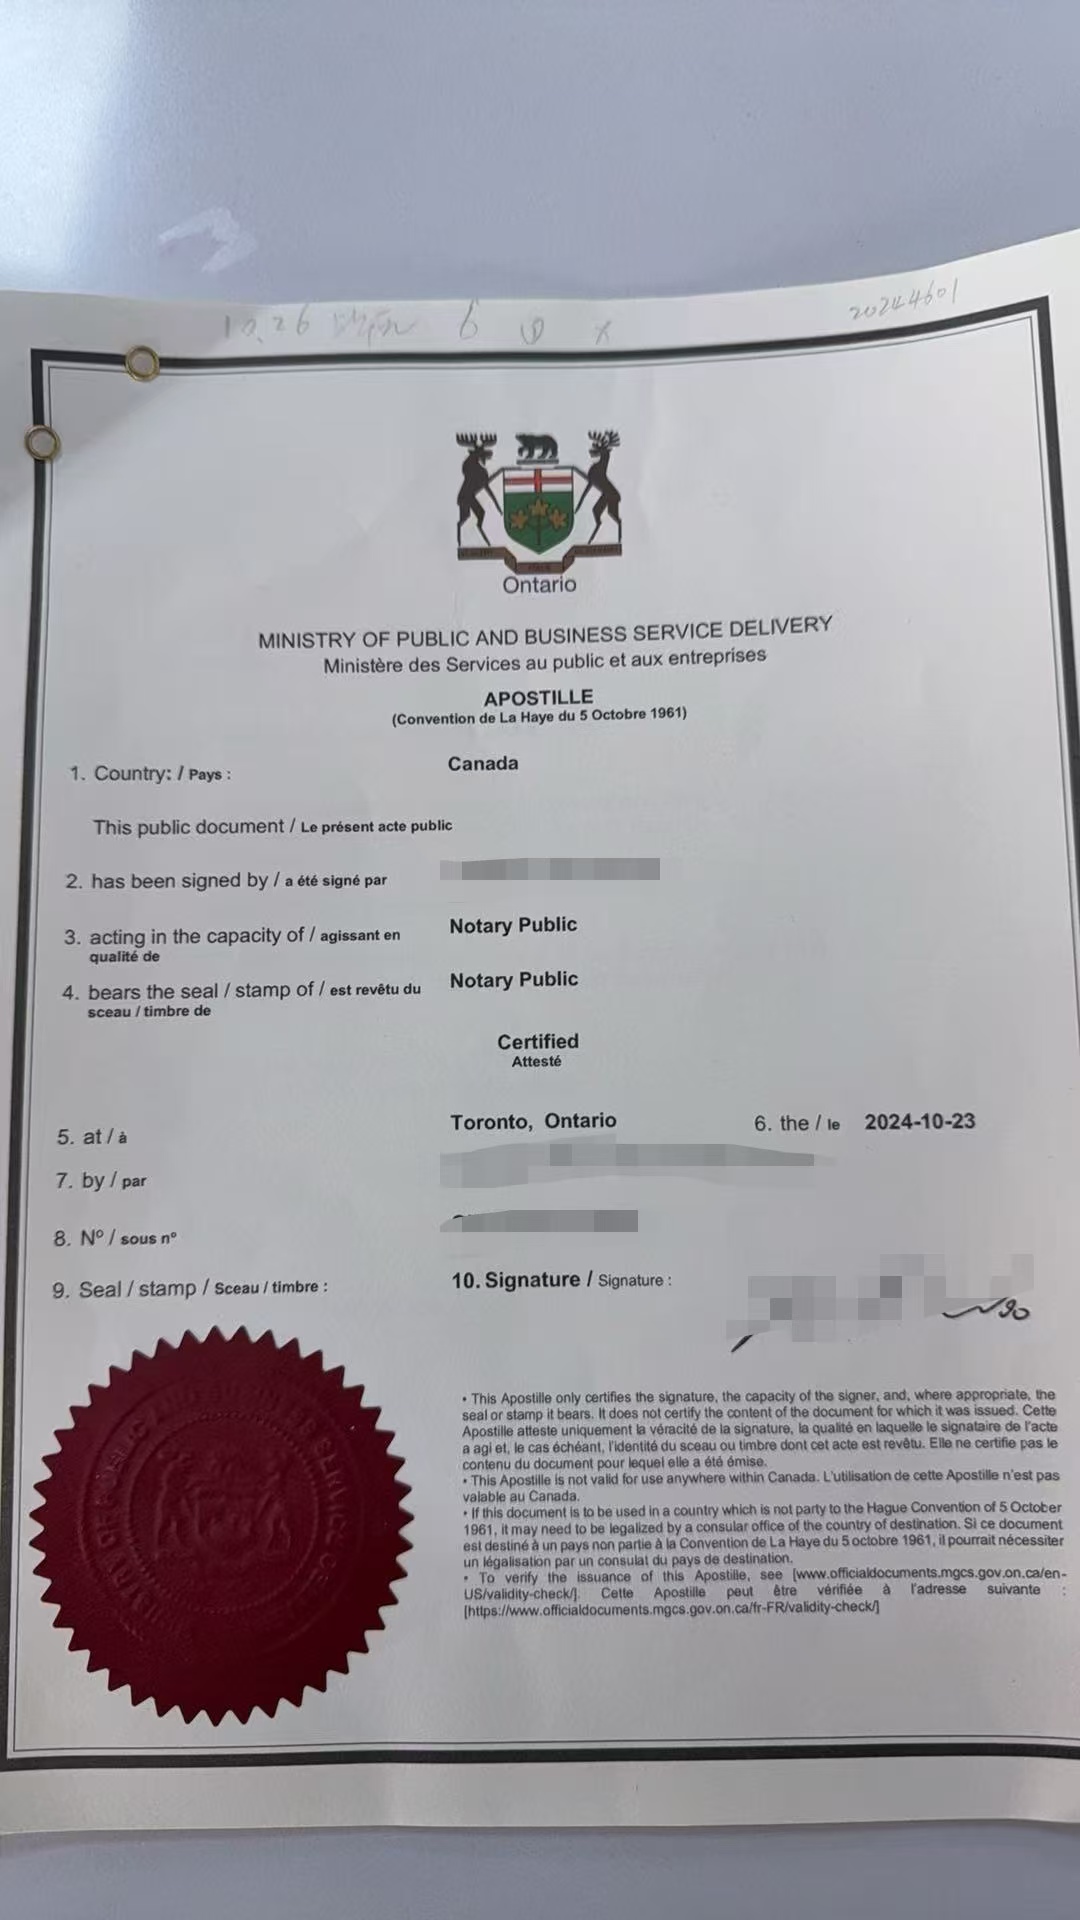 10.26 6 ① X
20244601
Ontario
MINISTRY OF PUBLIC AND BUSINESS SERVICE DELIVERY
Ministère des Services au public et aux entreprises
APOSTILLE
(Convention de La Haye du 5 Octobre 1961)
1. Country: / Pays : Canada
This public document / Le présent acte public
2. has been signed by / a été signé par
3. acting in the capacity of / agissant en Notary Public
qualité de
4. bears the seal / stamp of / est revêtu du Notary Public
sceau / timbre de
Certified
Attesté
5. at / à Toronto, Ontario 6. the / le 2024-10-23
7. by / par
8. Nº / sous nº
9. Seal / stamp / Sceau / timbre : 10. Signature / Signature :
• This Apostille only certifies the signature, the capacity of the signer, and, where appropriate, the
seal or stamp it bears. It does not certify the content of the document for which it was issued. Cette
Apostille atteste uniquement la véracité de la signature, la qualité en laquelle le signataire de l'acte
a agi et, le cas échéant, l'identité du sceau ou timbre dont cet acte est revêtu. Elle ne certifie pas le
contenu du document pour lequel elle a été émise.
• This Apostille is not valid for use anywhere within Canada. L'utilisation de cette Apostille n'est pas
valable au Canada.
• If this document is to be used in a country which is not party to the Hague Convention of 5 October
1961, it may need to be legalized by a consular office of the country of destination. Si ce document
est destiné à un pays non partie à la Convention de La Haye du 5 octobre 1961, il pourrait nécessiter
un légalisation par un consulat du pays de destination.
• To verify the issuance of this Apostille, see [www.officialdocuments.mgcs.gov.on.ca/en-
US/validity-check/]. Cette Apostille peut être vérifiée à l'adresse suivante :
[https://www.officialdocuments.mgcs.gov.on.ca/fr-FR/validity-check/]